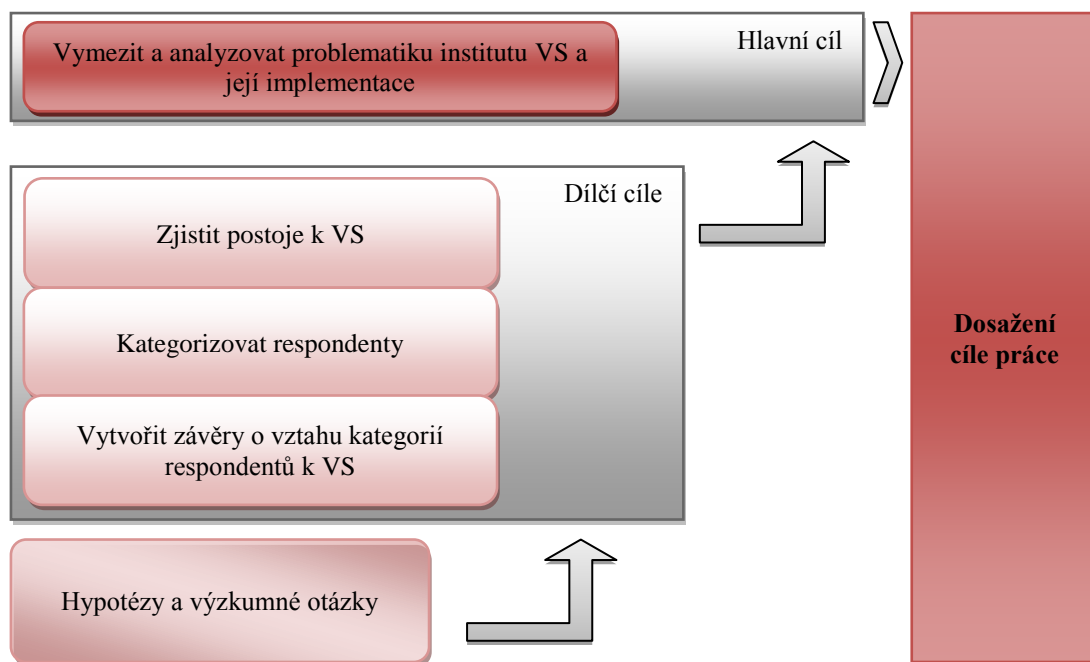 Vymezit a analyzovat problematiku institutu VS a
její implementace
Hlavní cíl
Dílčí cíle
Zjistit postoje k VS
Kategorizovat respondenty
Vytvořit závěry o vztahu kategorií
respondentů k VS
Hypotézy a výzkumné otázky
Dosažení
cíle práce